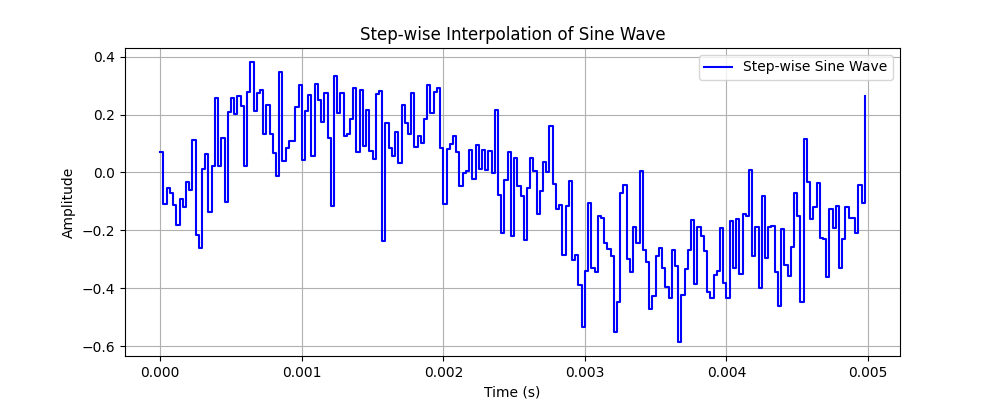 Step-wise Interpolation of Sine Wave
Step-wise Sine Wave
0.4
0.2
0.0
−0.2
−0.4
−0.6
Amplitude
0.000 0.001 0.002 0.003 0.004 0.005
Time (s)